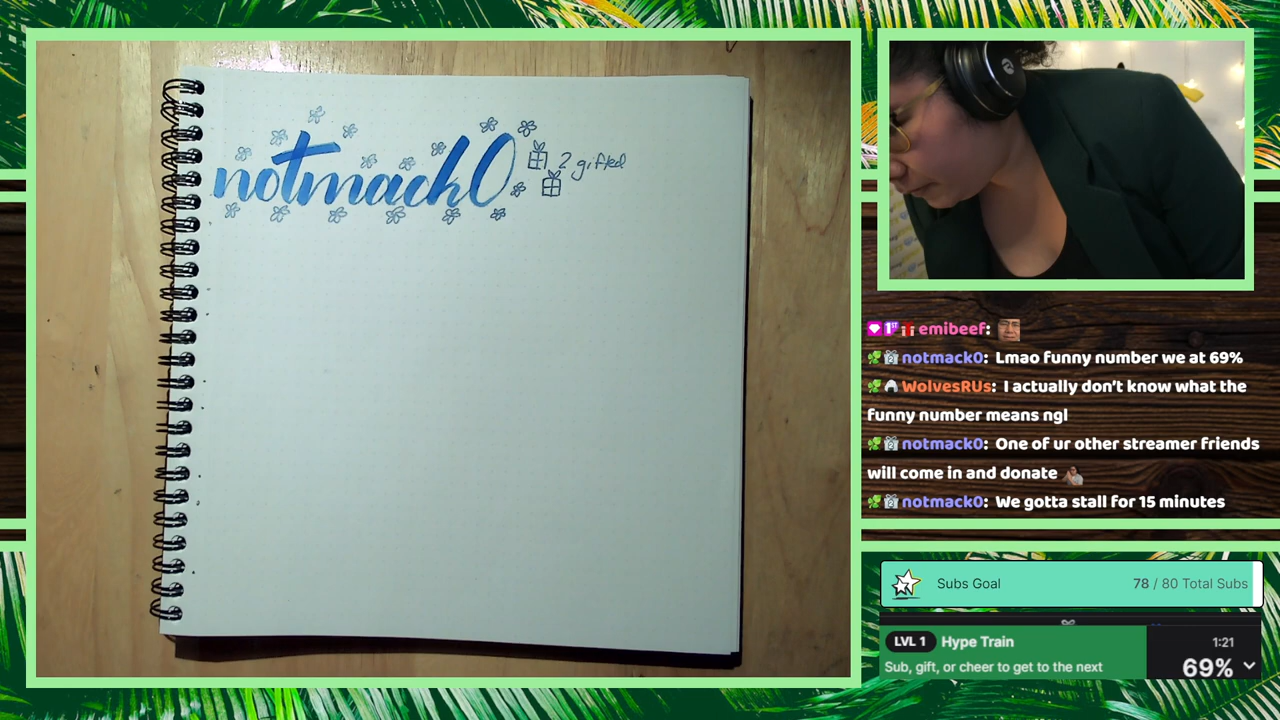 notmack0
2 gifted
emibeef:
notmack0: Lmao funny number we at 69%
WolvesRUs: I actually don't know what the
funny number means ngl
notmack0: One of ur other streamer friends
will come in and donate
notmack0: We gotta stall for 15 minutes
Subs Goal 78 / 80 Total Subs
LVL 1 Hype Train 1:21
Sub, gift, or cheer to get to the next 69%